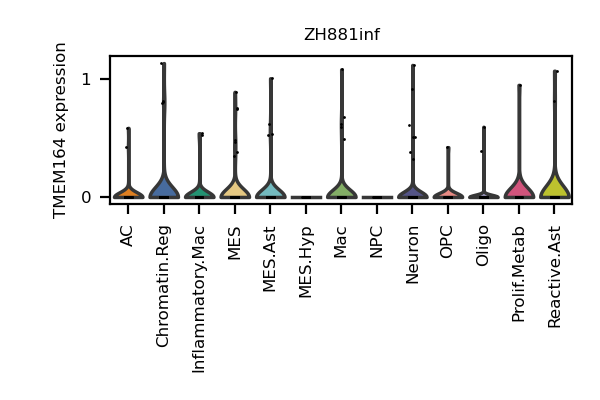 ZH881inf
TMEM164 expression
1
0
AC
Chromatin.Reg
Inflammatory.Mac
MES
MES.Ast
MES.Hyp
Mac
NPC
Neuron
OPC
Oligo
Prolif.Metab
Reactive.Ast